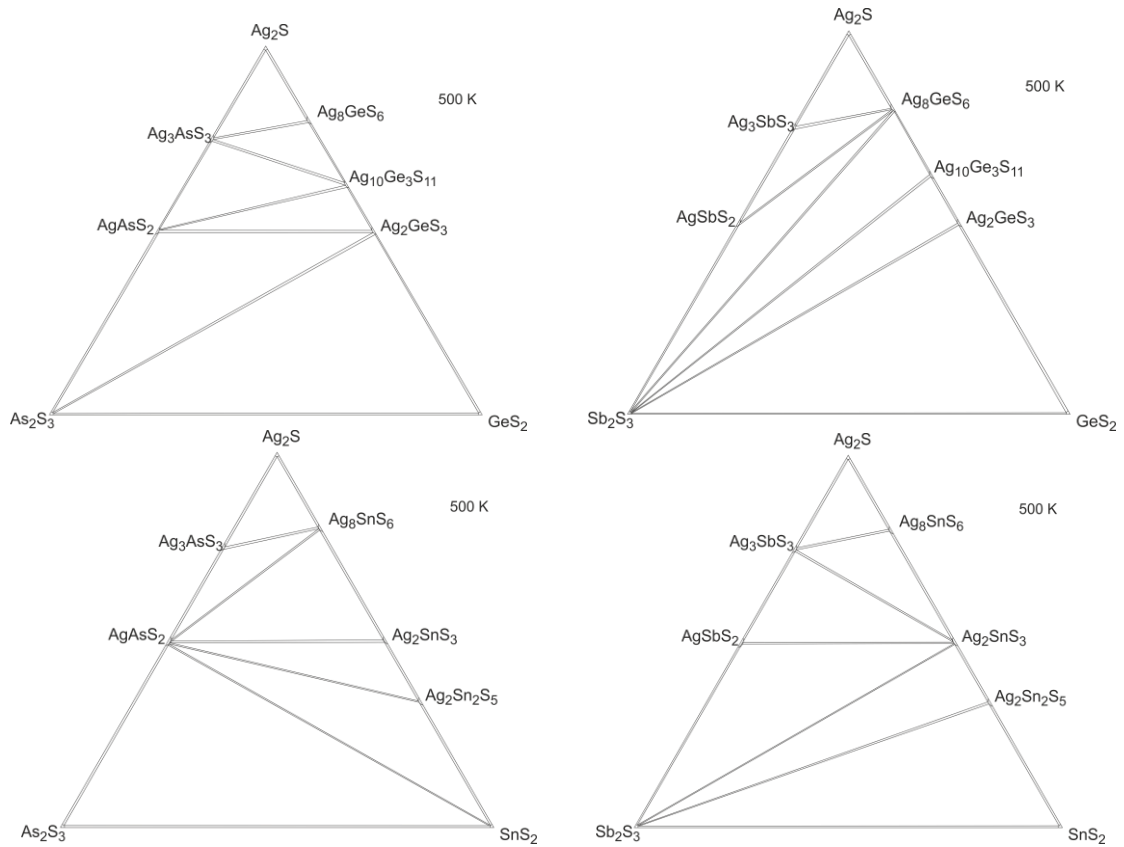 Ag₂S
500 K
Ag₈GeS₆
Ag₃AsS₃
Ag₁₀Ge₃S₁₁
AgAsS₂
Ag₂GeS₃
As₂S₃
GeS₂
Ag₂S
500 K
Ag₈GeS₆
Ag₃SbS₃
Ag₁₀Ge₃S₁₁
AgSbS₂
Ag₂GeS₃
Sb₂S₃
GeS₂
Ag₂S
500 K
Ag₈SnS₆
Ag₃AsS₃
AgAsS₂
Ag₂SnS₃
Ag₂Sn₂S₅
As₂S₃
SnS₂
Ag₂S
500 K
Ag₈SnS₆
Ag₃SbS₃
AgSbS₂
Ag₂SnS₃
Ag₂Sn₂S₅
Sb₂S₃
SnS₂